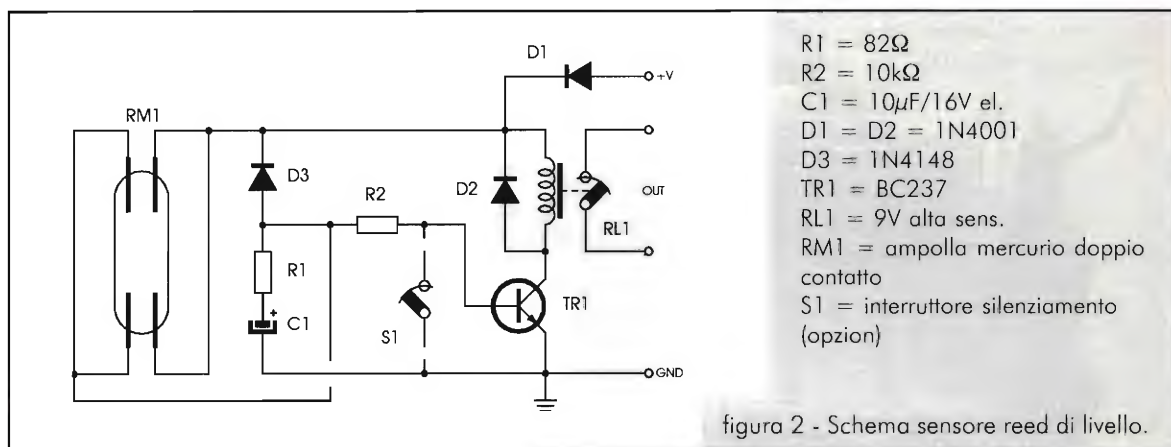 D1
+V
RM1
D3
R2
D2
OUT
RL1
R1
+
C1
S1
TR1
GND
R1 = 82Ω
R2 = 10kΩ
C1 = 10µF/16V el.
D1 = D2 = 1N4001
D3 = 1N4148
TR1 = BC237
RL1 = 9V alta sens.
RM1 = ampolla mercurio doppio
contatto
S1 = interruttore silenziamento
(opzion)
figura 2 - Schema sensore reed di livello.